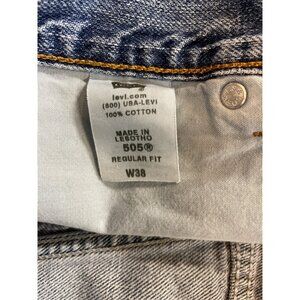 levi.com
(800) USA-LEVI
100% COTTON
MADE IN
LESOTHO
505®
REGULAR FIT
W38